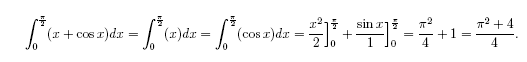 ∫₀^{π/2} (x + cos x)dx = ∫₀^{π/2} (x)dx = ∫₀^{π/2} (cos x)dx = x²/2]₀^{π/2} + sin x/1]₀^{π/2} = π²/4 + 1 = (π² + 4)/4.